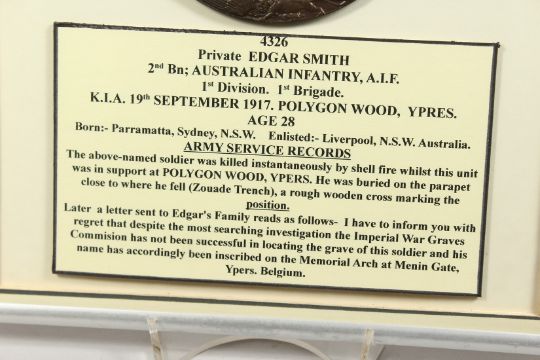 4326
Private EDGAR SMITH
2nd Bn; AUSTRALIAN INFANTRY, A.I.F.
1st Division. 1st Brigade.
K.I.A. 19th SEPTEMBER 1917. POLYGON WOOD, YPRES.
AGE 28
Born:- Parramatta, Sydney, N.S.W. Enlisted:- Liverpool, N.S.W. Australia.
ARMY SERVICE RECORDS
The above-named soldier was killed instantaneously by shell fire whilst this unit
was in support at POLYGON WOOD, YPERS. He was buried on the parapet
close to where he fell (Zouade Trench), a rough wooden cross marking the
position.
Later a letter sent to Edgar's Family reads as follows- I have to inform you with
regret that despite the most searching investigation the Imperial War Graves
Commision has not been successful in locating the grave of this soldier and his
name has accordingly been inscribed on the Memorial Arch at Menin Gate,
Ypers. Belgium.